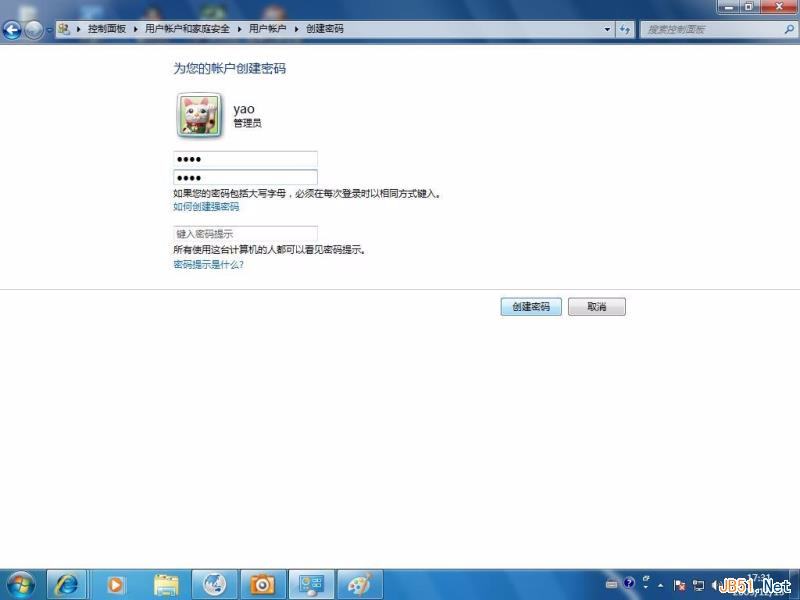 控制面板 ▸ 用户帐户和家庭安全 ▸ 用户帐户 ▸ 创建密码
搜索控制面板
为您的帐户创建密码
yao
管理员
●●●●
●●●●
如果您的密码包括大写字母，必须在每次登录时以相同方式键入。
如何创建强密码
键入密码提示
所有使用这台计算机的人都可以看见密码提示。
密码提示是什么?
创建密码
取消
17:31
JB51.Net